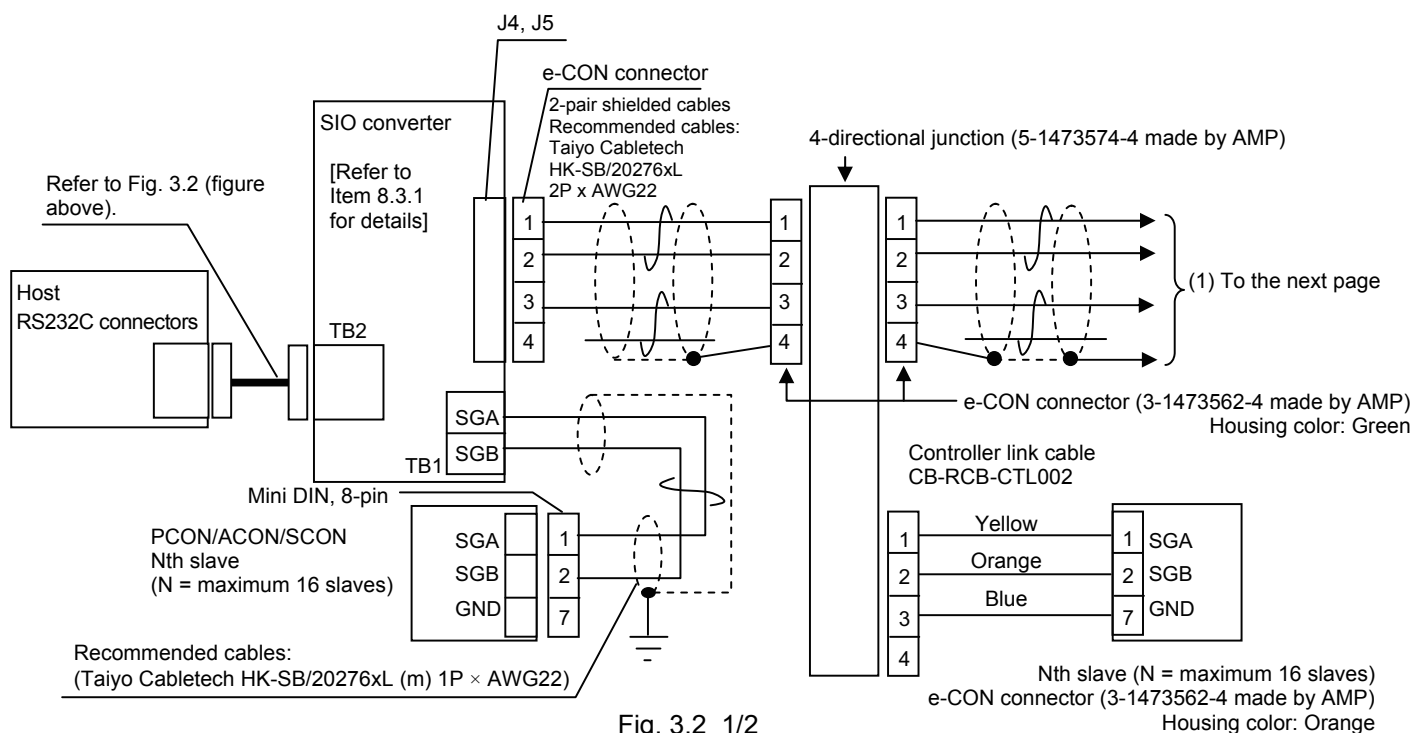 J4, J5
e-CON connector
2-pair shielded cables
Recommended cables:
Taiyo Cabletech
HK-SB/20276xL
2P x AWG22
SIO converter
[Refer to
Item 8.3.1
for details]
4-directional junction (5-1473574-4 made by AMP)
Refer to Fig. 3.2 (figure
above).
1
2
3
4
1
2
3
4
1
2
3
4
(1) To the next page
Host
RS232C connectors
TB2
e-CON connector (3-1473562-4 made by AMP)
Housing color: Green
SGA
SGB
TB1
Controller link cable
CB-RCB-CTL002
Mini DIN, 8-pin
PCON/ACON/SCON
Nth slave
(N = maximum 16 slaves)
SGA
SGB
GND
1
2
7
1
2
3
4
Yellow
Orange
Blue
1
2
7
SGA
SGB
GND
Recommended cables:
(Taiyo Cabletech HK-SB/20276xL (m) 1P × AWG22)
Nth slave (N = maximum 16 slaves)
e-CON connector (3-1473562-4 made by AMP)
Housing color: Orange
Fig. 3.2 1/2